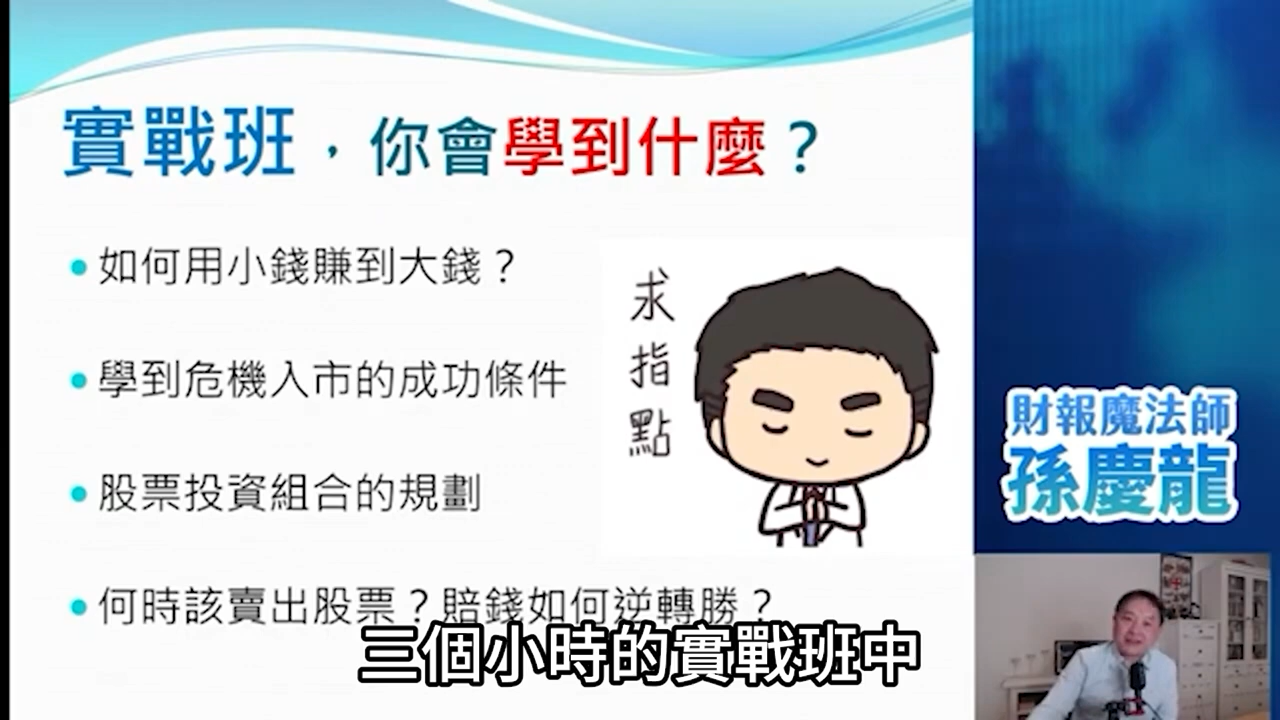 實戰班，你會學到什麼？
如何用小錢賺到大錢？
學到危機入市的成功條件
股票投資組合的規劃
何時該賣出股票？賠錢如何逆轉勝？
求指點
財報魔法師
孫慶龍
三個小時的實戰班中